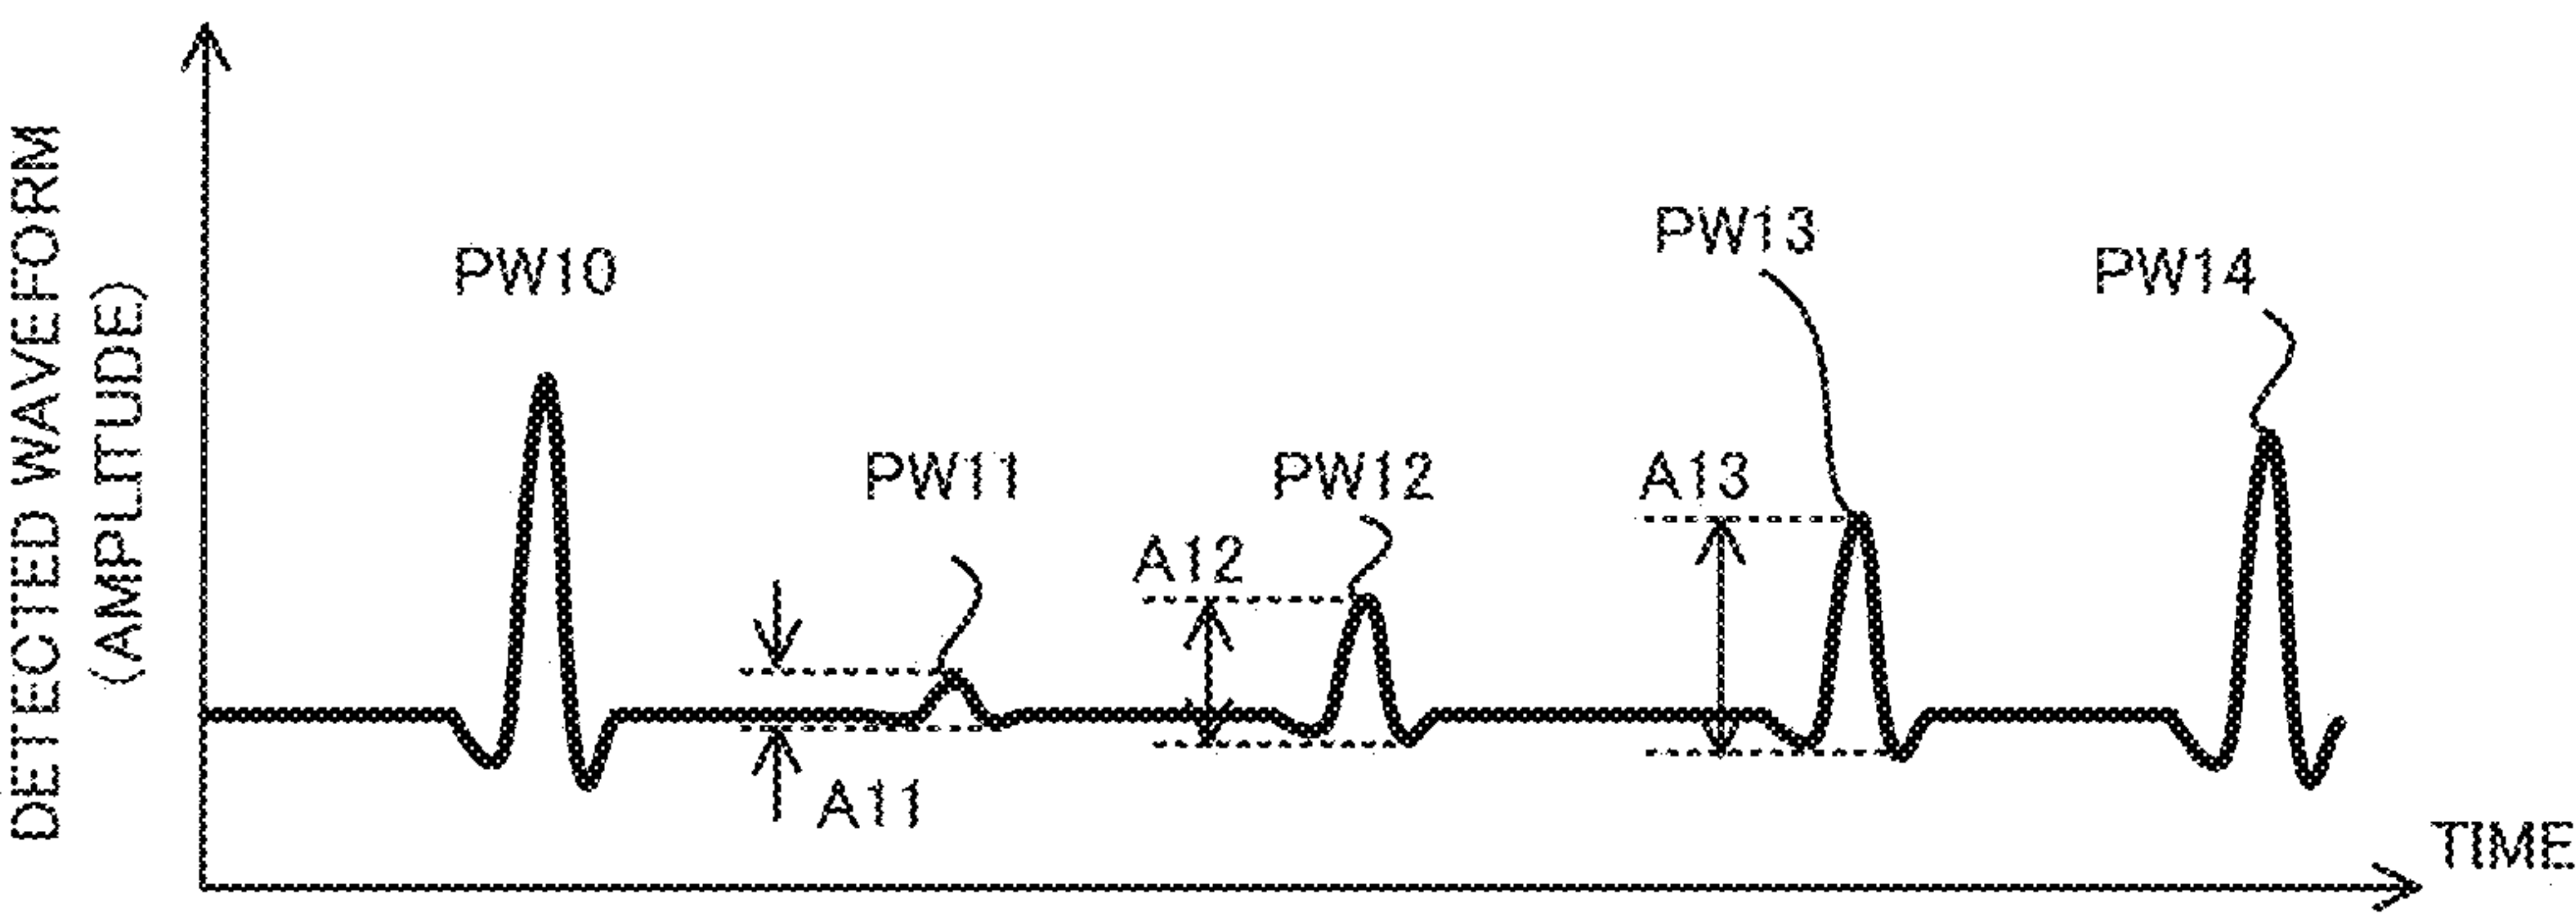 DETECTED WAVEFORM
(AMPLITUDE)
PW10
PW11
A11
A12
PW12
A13
PW13
PW14
TIME